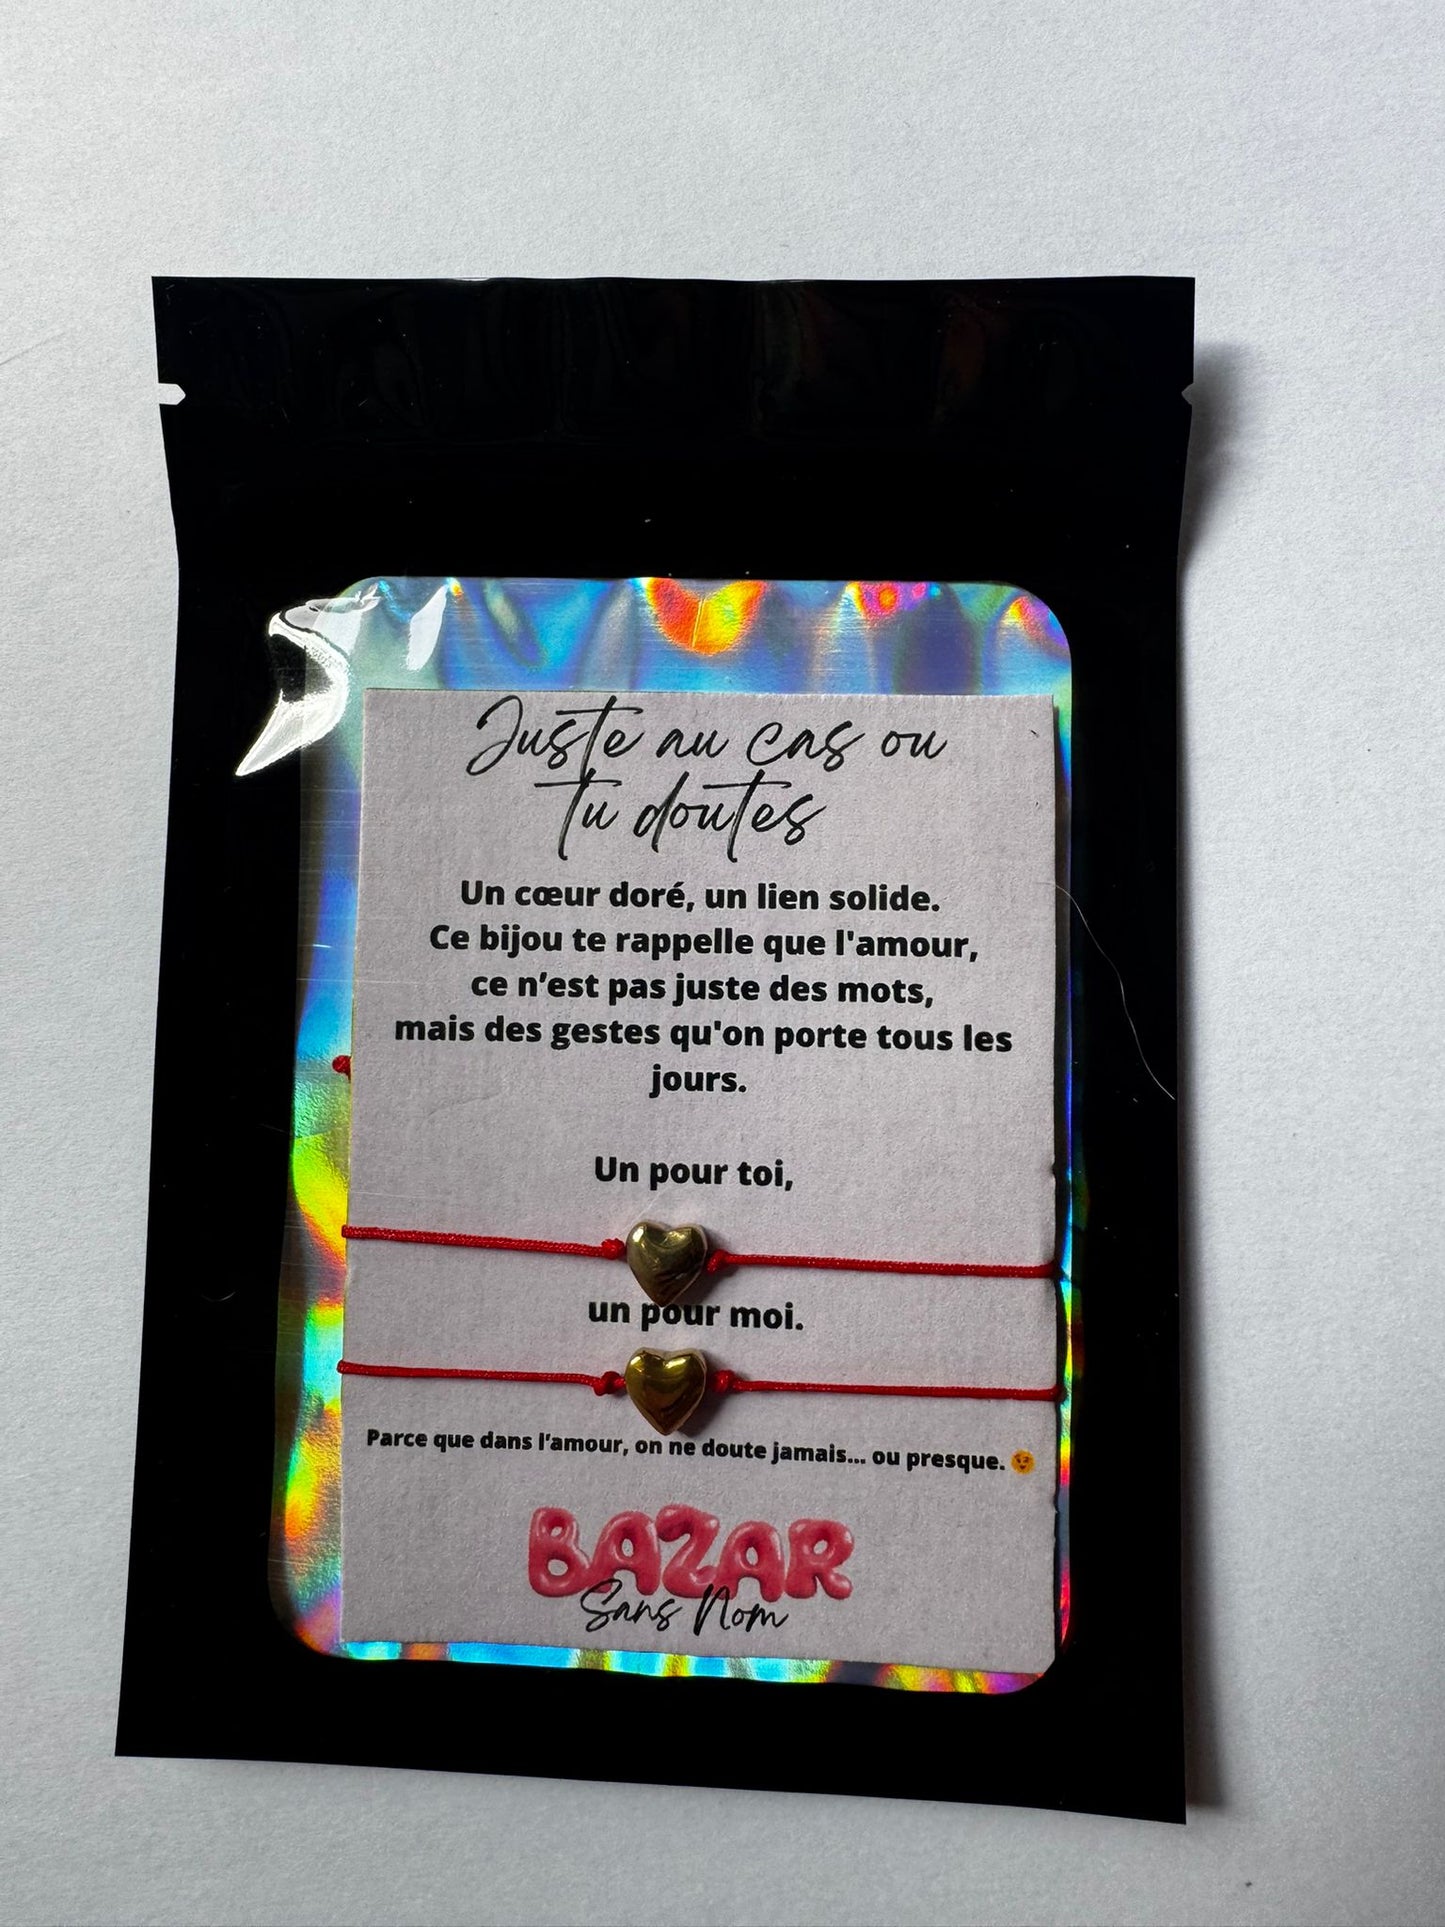 Juste au cas ou
tu doutes
Un cœur doré, un lien solide.
Ce bijou te rappelle que l'amour,
ce n’est pas juste des mots,
mais des gestes qu'on porte tous les
jours.
Un pour toi,
un pour moi.
Parce que dans l’amour, on ne doute jamais... ou presque. 😉
BAZAR
Sans Nom